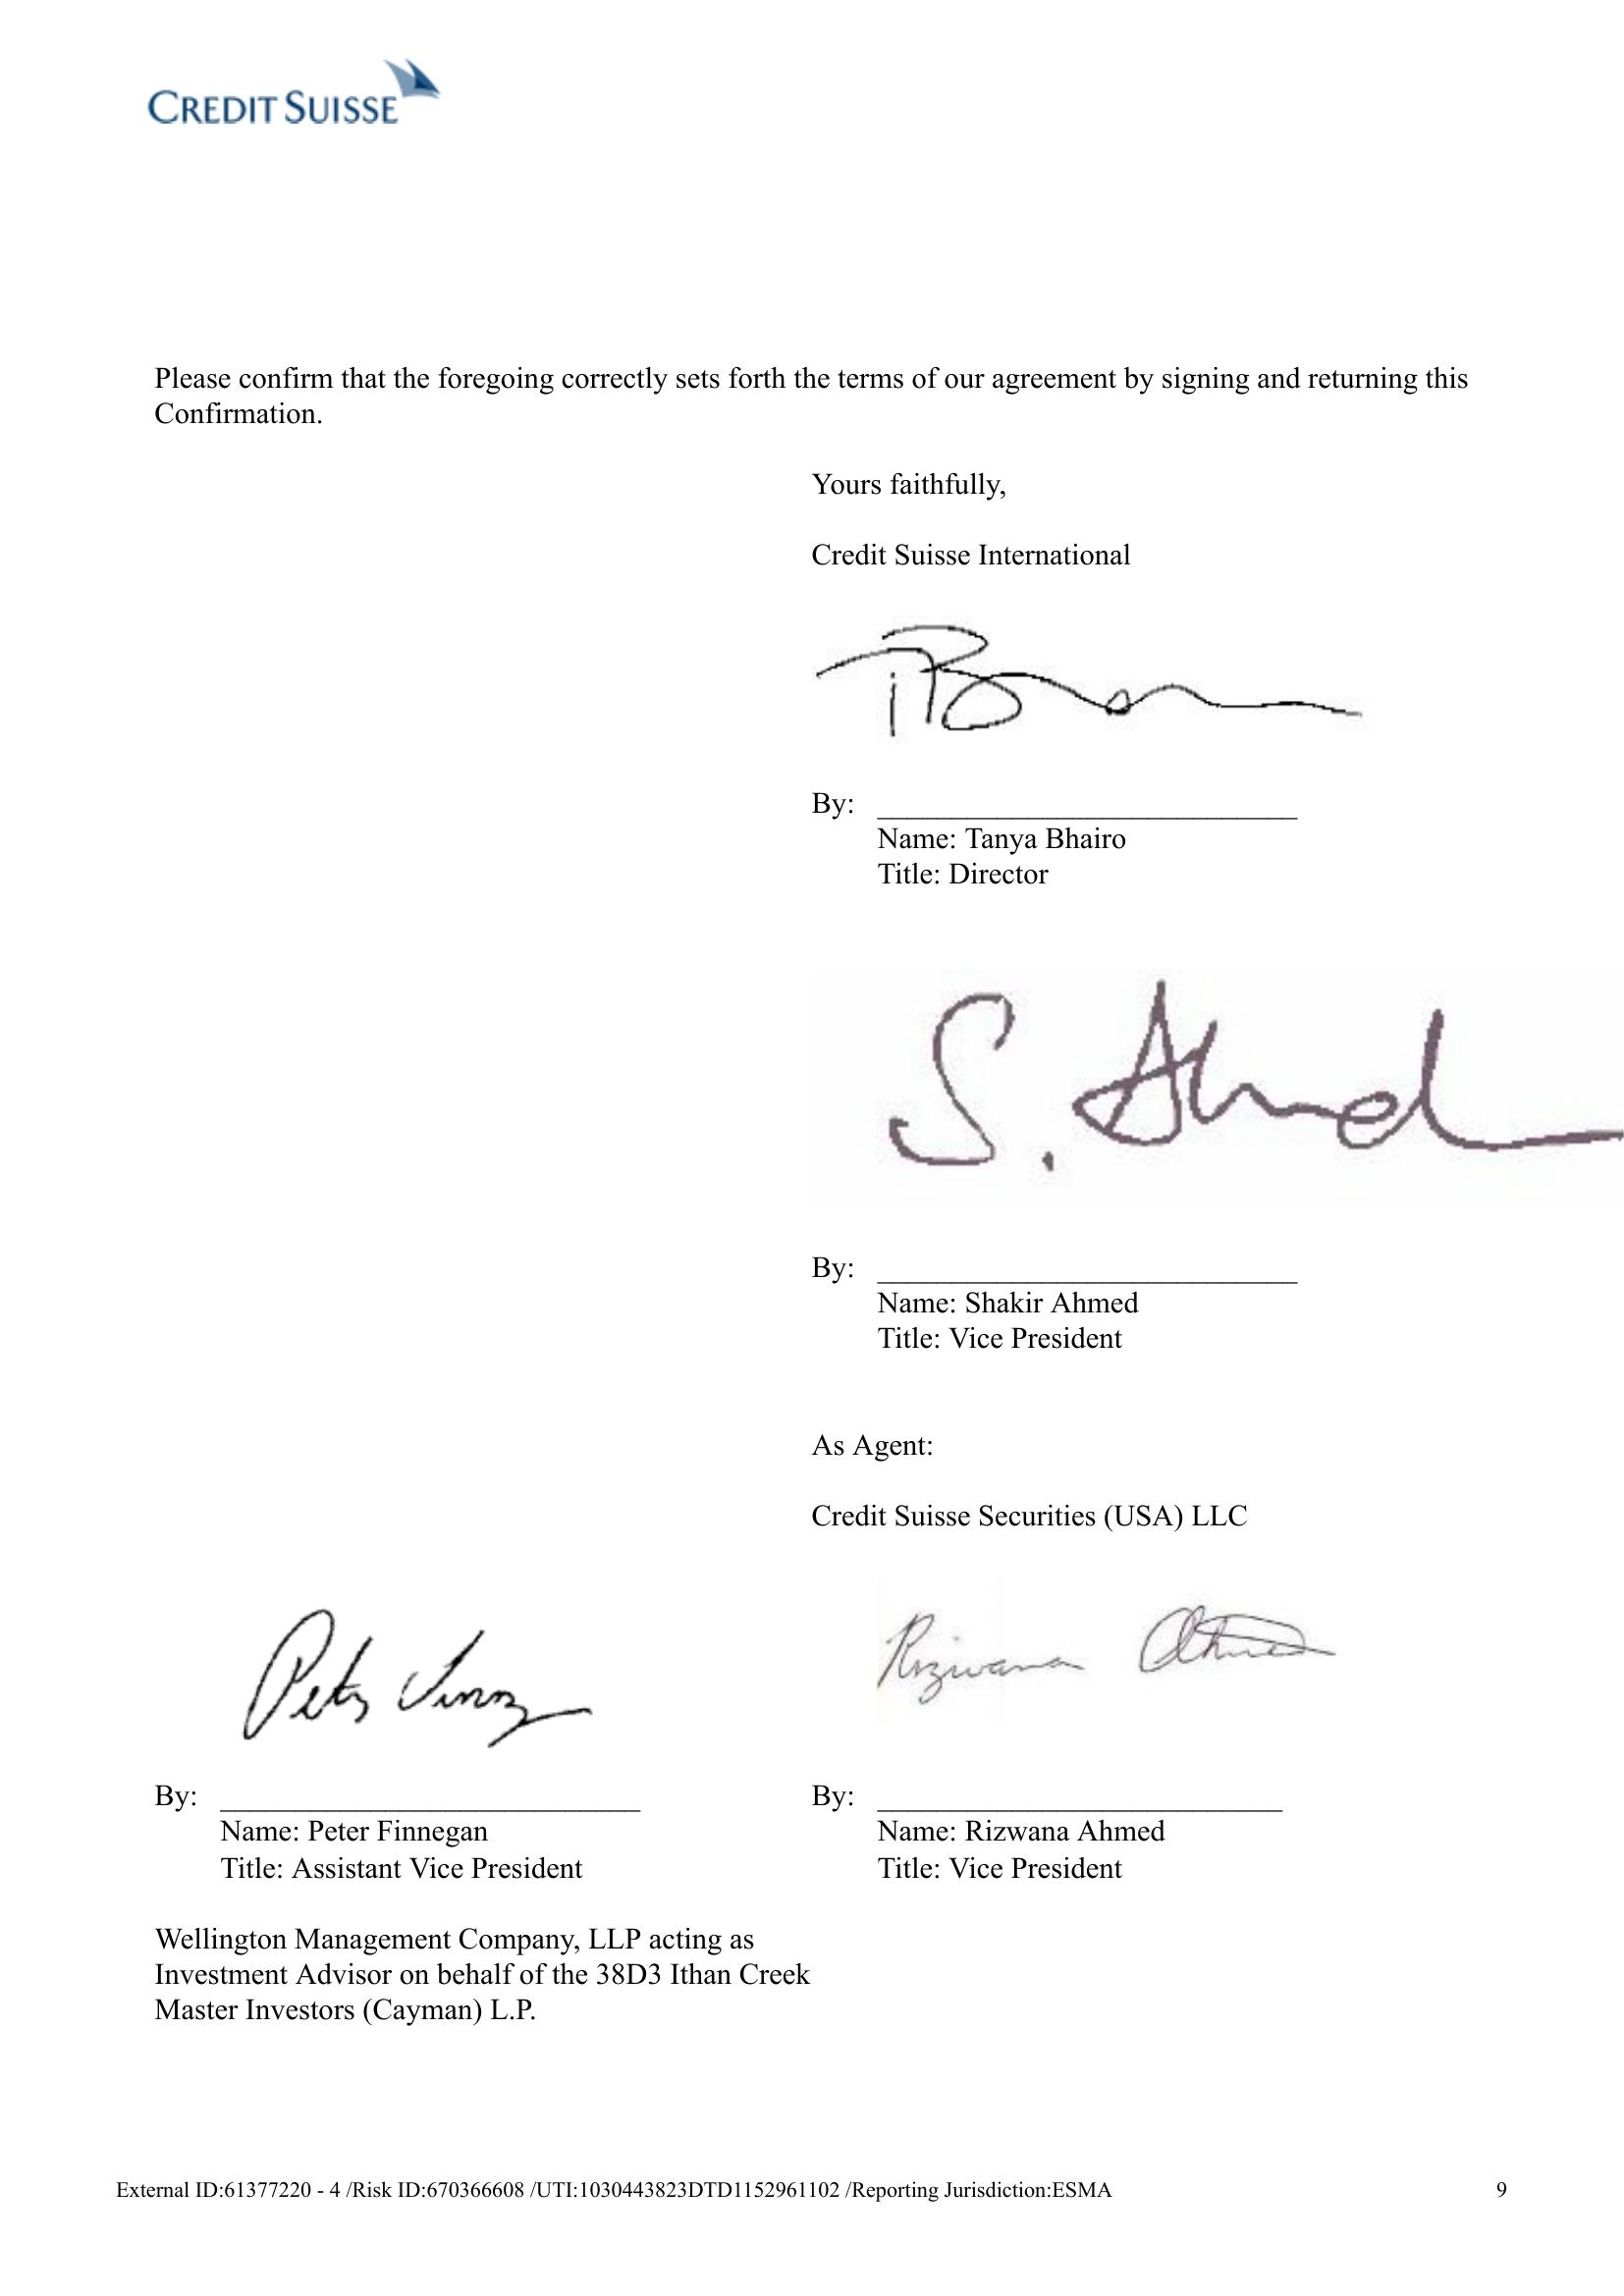 CREDIT SUISSE
Please confirm that the foregoing correctly sets forth the terms of our agreement by signing and returning this
Confirmation.
Yours faithfully,
Credit Suisse International
By: ____________________________
Name: Tanya Bhairo
Title: Director
S. Ahmed
By: ____________________________
Name: Shakir Ahmed
Title: Vice President
As Agent:
Credit Suisse Securities (USA) LLC
Rizwana Ahmed
By: ____________________________
Name: Peter Finnegan
Title: Assistant Vice President
By: ___________________________
Name: Rizwana Ahmed
Title: Vice President
Wellington Management Company, LLP acting as
Investment Advisor on behalf of the 38D3 Ithan Creek
Master Investors (Cayman) L.P.
External ID:61377220 - 4 /Risk ID:670366608 /UTI:1030443823DTD1152961102 /Reporting Jurisdiction:ESMA 9